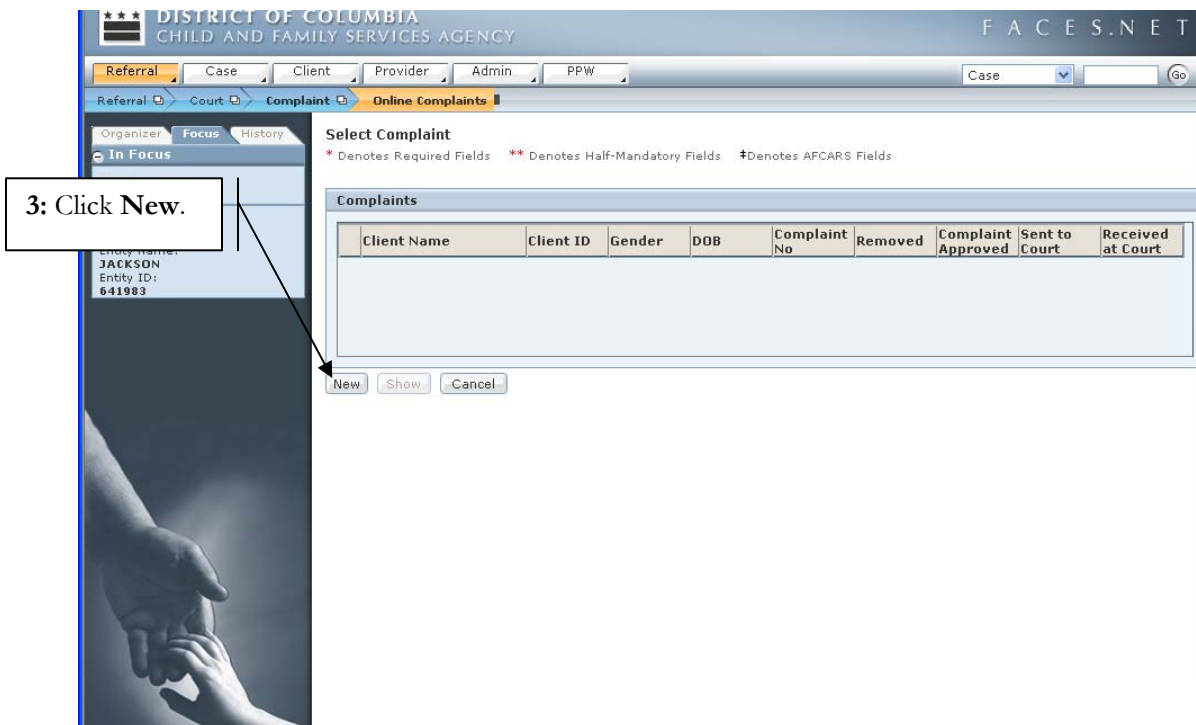 DISTRICT OF COLUMBIA
CHILD AND FAMILY SERVICES AGENCY
FACES.NET
Referral Case Client Provider Admin PPW Case Go
Referral Court Complaint Online Complaints
Organizer Focus History
In Focus
3: Click New.
Entity Name:
JACKSON
Entity ID:
641983
Select Complaint
* Denotes Required Fields ** Denotes Half-Mandatory Fields ‡Denotes AFCARS Fields
Complaints
Client Name Client ID Gender DOB Complaint No Removed Complaint Approved Sent to Court Received at Court
New Show Cancel